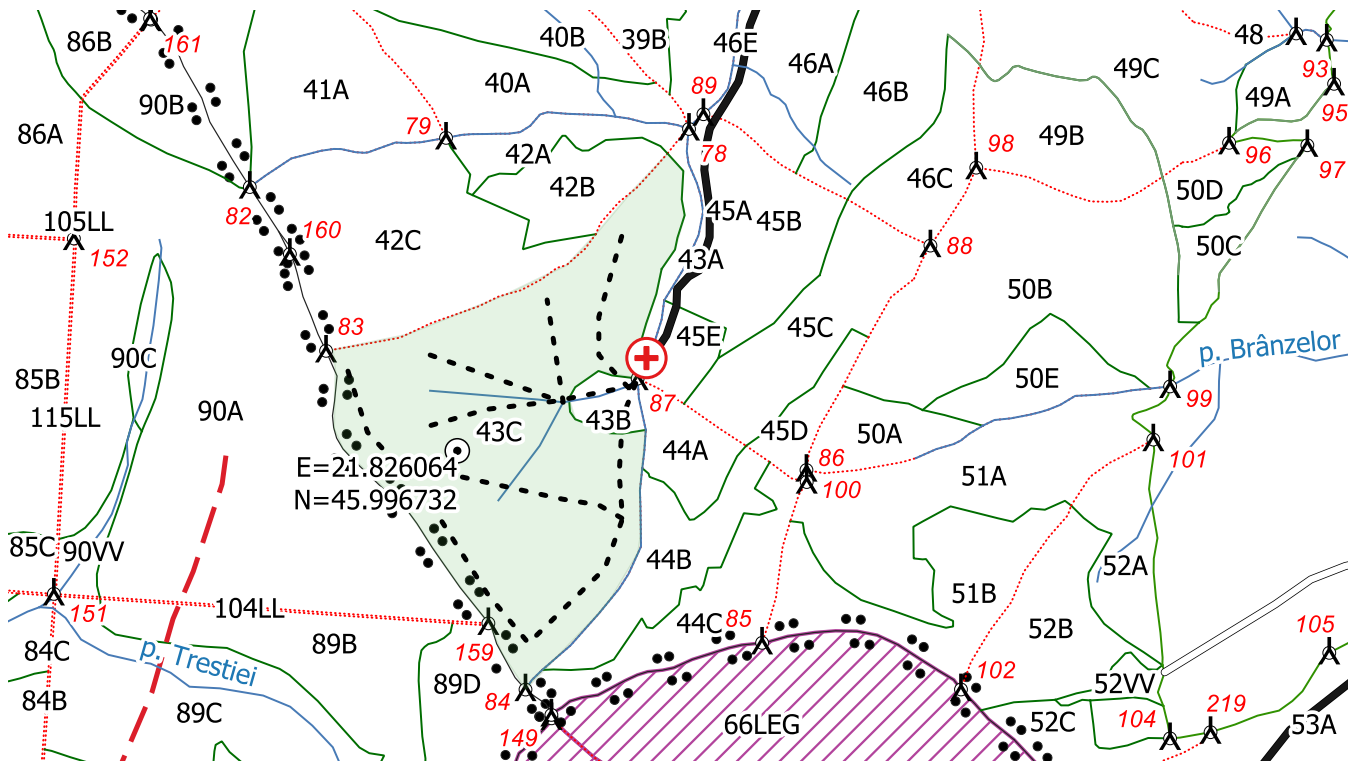 86B
161
40B
39B
46E
46A
48
93
49C
41A
40A
89
46B
49A
95
90B
86A
79
78
49B
98
96
97
42A
42B
46C
50D
105LL
82
160
45A
45B
42C
88
50C
152
43A
50B
83
45E
45C
p. Brânzelor
90C
85B
50E
99
87
115LL
90A
43C
43B
45D
50A
44A
86
101
E=21.826064
N=45.996732
100
51A
85C
90VV
44B
52A
151
104LL
51B
85
44C
52B
105
84C
p. Trestiei
89B
159
102
84B
89C
89D
84
52VV
149
66LEG
52C
104
219
53A